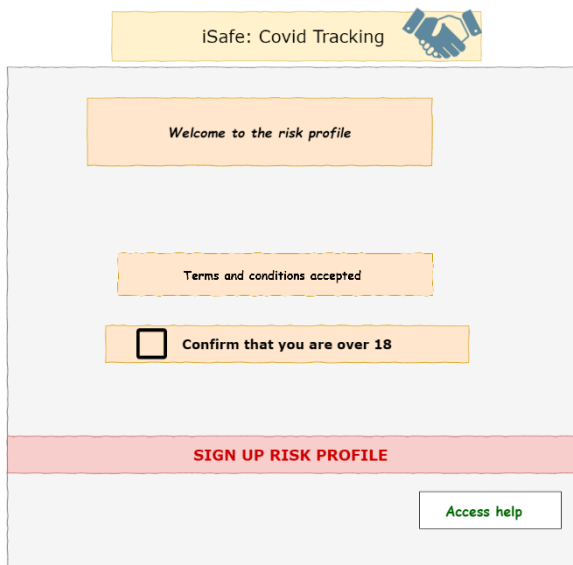 iSafe: Covid Tracking
Welcome to the risk profile
Terms and conditions accepted
Confirm that you are over 18
SIGN UP RISK PROFILE
Access help